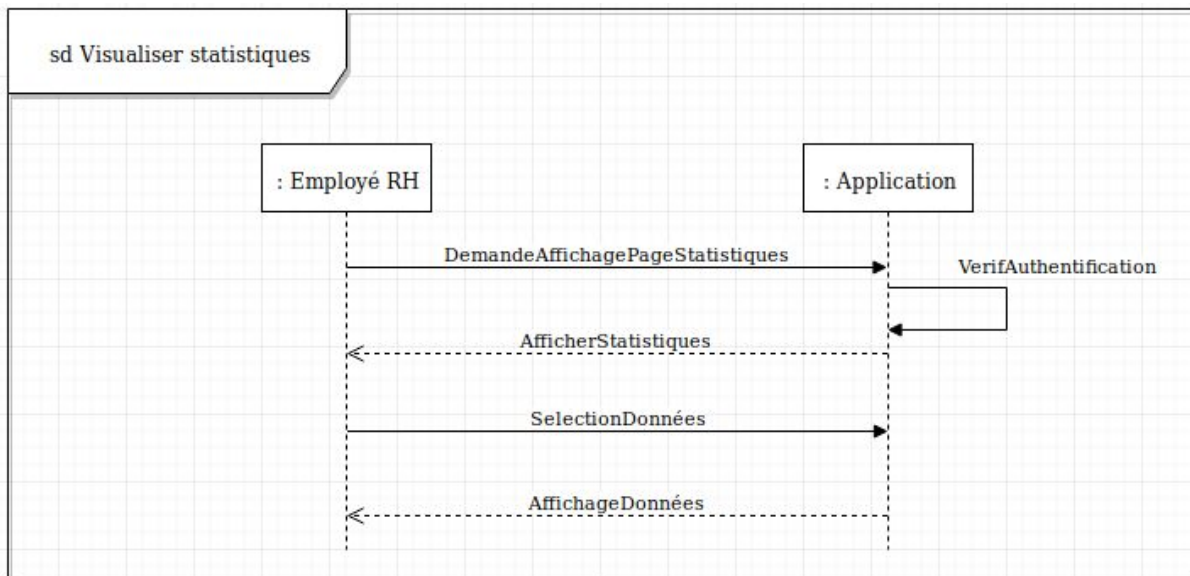 sd Visualiser statistiques
: Employé RH
: Application
DemandeAffichagePageStatistiques
VerifAuthentification
AfficherStatistiques
SelectionDonnées
AffichageDonnées